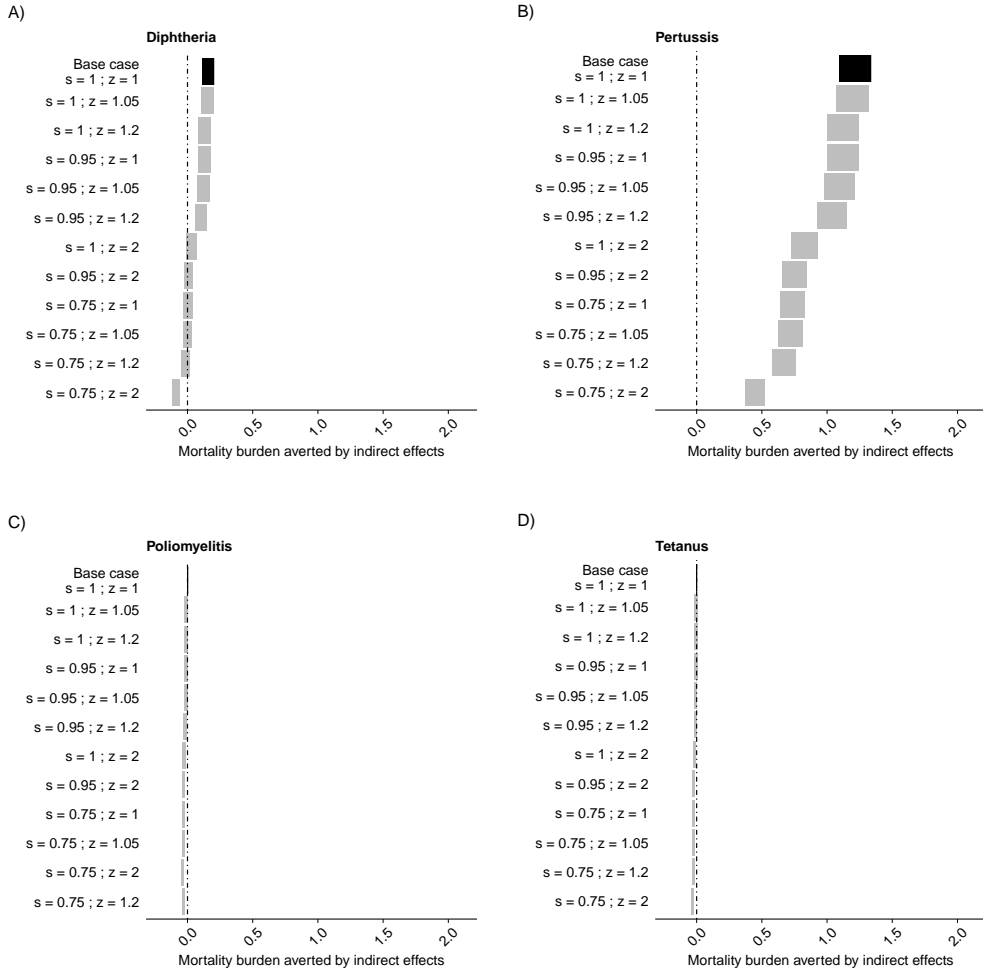 A)
Diphtheria
Base case
s = 1 ; z = 1
s = 1 ; z = 1.05
s = 1 ; z = 1.2
s = 0.95 ; z = 1
s = 0.95 ; z = 1.05
s = 0.95 ; z = 1.2
s = 1 ; z = 2
s = 0.95 ; z = 2
s = 0.75 ; z = 1
s = 0.75 ; z = 1.05
s = 0.75 ; z = 1.2
s = 0.75 ; z = 2
0.0 0.5 1.0 1.5 2.0
Mortality burden averted by indirect effects
B)
Pertussis
Base case
s = 1 ; z = 1
s = 1 ; z = 1.05
s = 1 ; z = 1.2
s = 0.95 ; z = 1
s = 0.95 ; z = 1.05
s = 0.95 ; z = 1.2
s = 1 ; z = 2
s = 0.95 ; z = 2
s = 0.75 ; z = 1
s = 0.75 ; z = 1.05
s = 0.75 ; z = 1.2
s = 0.75 ; z = 2
0.0 0.5 1.0 1.5 2.0
Mortality burden averted by indirect effects
C)
Poliomyelitis
Base case
s = 1 ; z = 1
s = 1 ; z = 1.05
s = 1 ; z = 1.2
s = 0.95 ; z = 1
s = 0.95 ; z = 1.05
s = 0.95 ; z = 1.2
s = 1 ; z = 2
s = 0.95 ; z = 2
s = 0.75 ; z = 1
s = 0.75 ; z = 1.05
s = 0.75 ; z = 2
s = 0.75 ; z = 1.2
0.0 0.5 1.0 1.5 2.0
Mortality burden averted by indirect effects
D)
Tetanus
Base case
s = 1 ; z = 1
s = 1 ; z = 1.05
s = 1 ; z = 1.2
s = 0.95 ; z = 1
s = 0.95 ; z = 1.05
s = 0.95 ; z = 1.2
s = 1 ; z = 2
s = 0.95 ; z = 2
s = 0.75 ; z = 1
s = 0.75 ; z = 1.05
s = 0.75 ; z = 1.2
s = 0.75 ; z = 2
0.0 0.5 1.0 1.5 2.0
Mortality burden averted by indirect effects